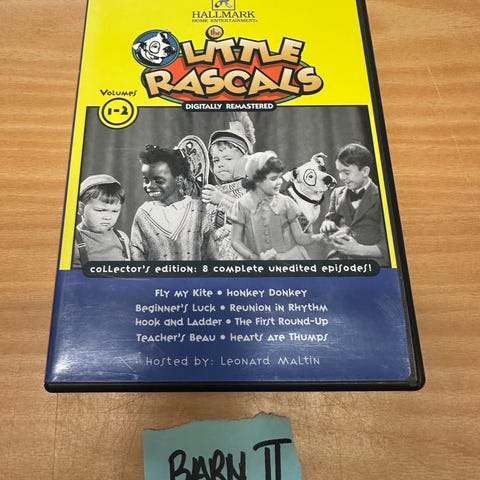 HALLMARK
HOME ENTERTAINMENT®
the
LITTLE
RASCALS
DIGITALLY REMASTERED
Volumes
1-2
collector's edition: 8 complete unedited episodes!
Fly my Kite • Honkey Donkey
Beginner's Luck • Reunion in Rhythm
Hook and Ladder • The First Round-Up
Teacher's Beau • Hearts are Thumps
Hosted by: Leonard Maltin
BARN II